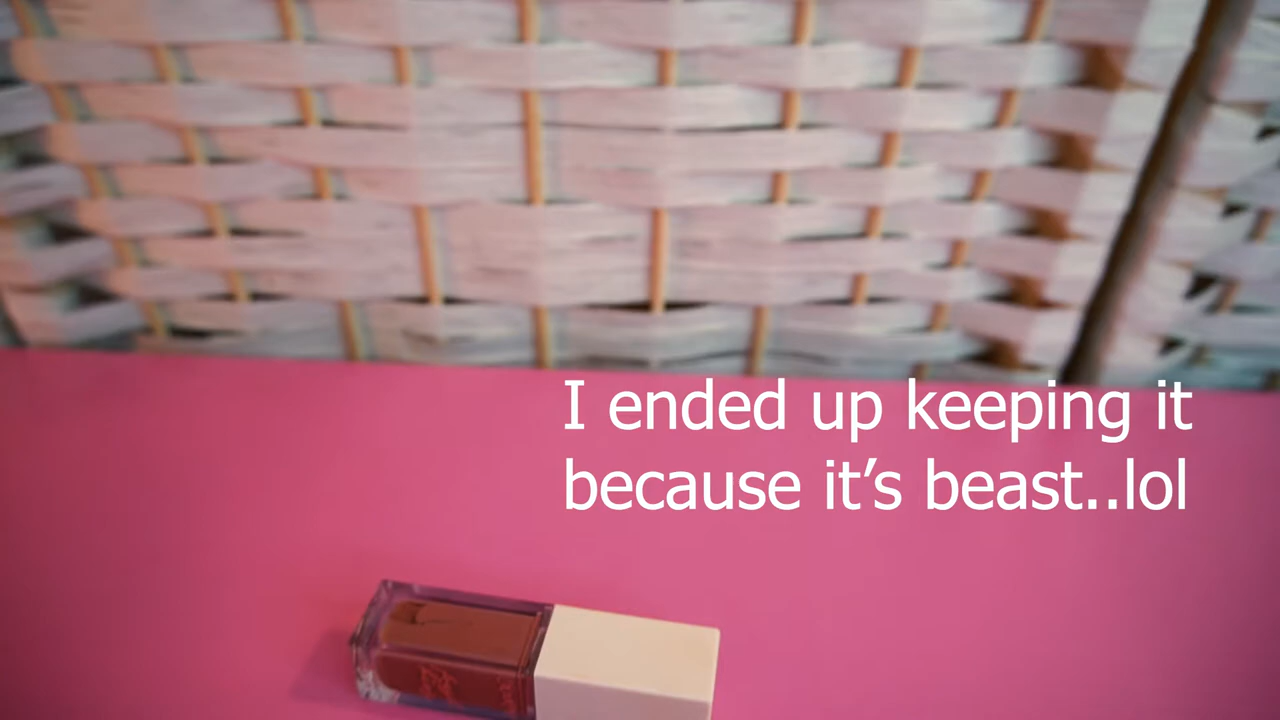 I ended up keeping it
because it’s beast..lol